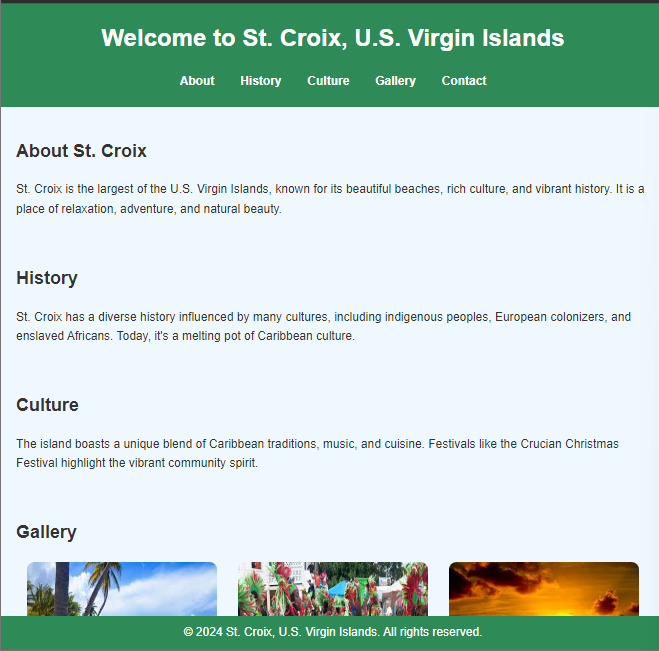 Welcome to St. Croix, U.S. Virgin Islands
About History Culture Gallery Contact
About St. Croix
St. Croix is the largest of the U.S. Virgin Islands, known for its beautiful beaches, rich culture, and vibrant history. It is a
place of relaxation, adventure, and natural beauty.
History
St. Croix has a diverse history influenced by many cultures, including indigenous peoples, European colonizers, and
enslaved Africans. Today, it's a melting pot of Caribbean culture.
Culture
The island boasts a unique blend of Caribbean traditions, music, and cuisine. Festivals like the Crucian Christmas
Festival highlight the vibrant community spirit.
Gallery
© 2024 St. Croix, U.S. Virgin Islands. All rights reserved.